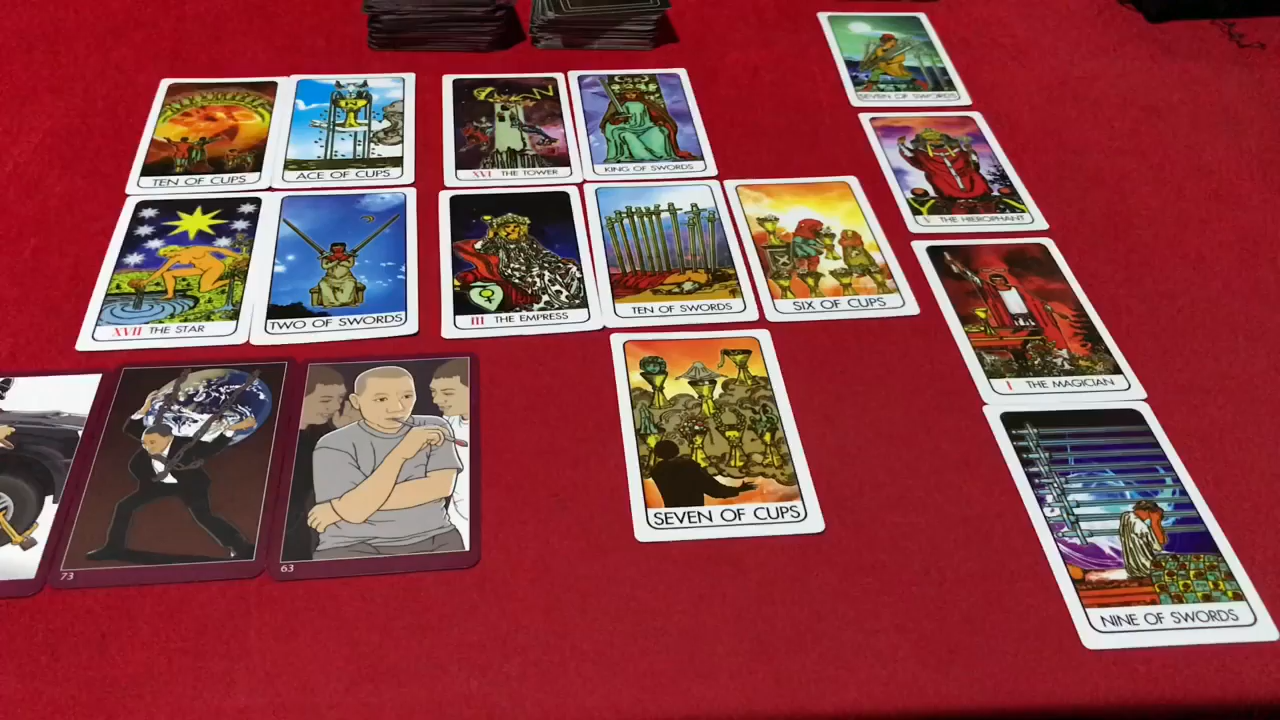 TEN OF CUPS
ACE OF CUPS
XVI THE TOWER
KING OF SWORDS
SEVEN OF SWORDS
V THE HIEROPHANT
XVII THE STAR
TWO OF SWORDS
III THE EMPRESS
TEN OF SWORDS
SIX OF CUPS
I THE MAGICIAN
SEVEN OF CUPS
NINE OF SWORDS
73
63